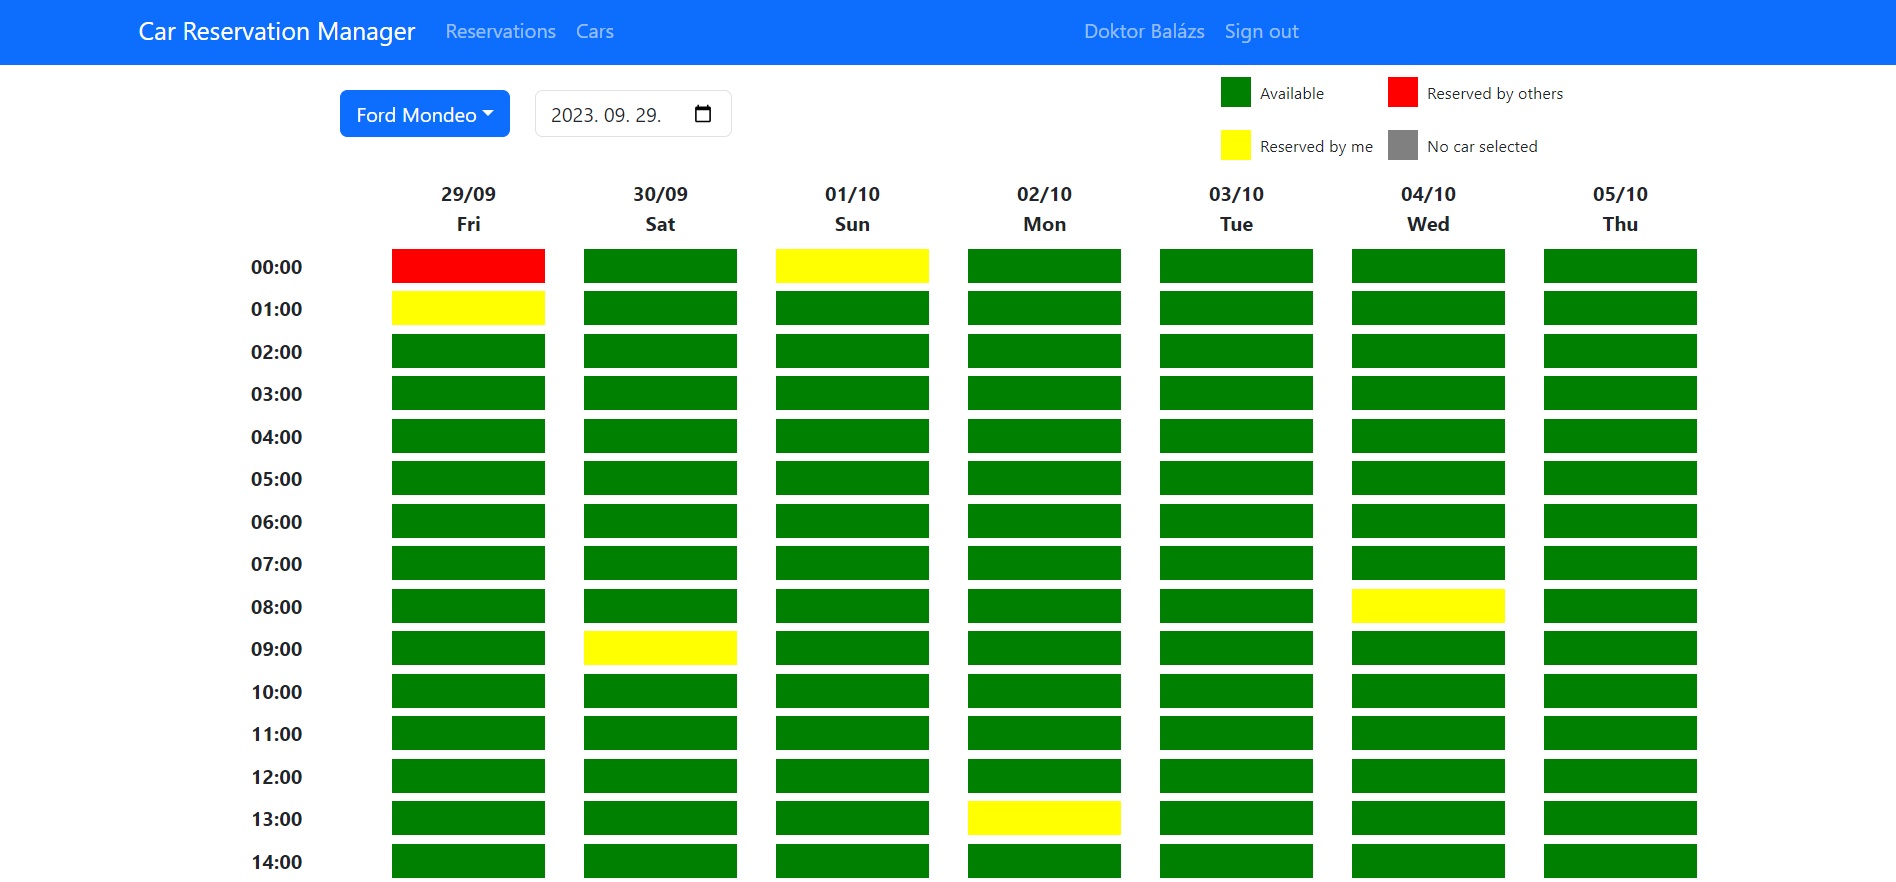 Car Reservation Manager Reservations Cars Doktor Balázs Sign out
Ford Mondeo 2023. 09. 29.
Available Reserved by others
Reserved by me No car selected
29/09 30/09 01/10 02/10 03/10 04/10 05/10
Fri Sat Sun Mon Tue Wed Thu
00:00
01:00
02:00
03:00
04:00
05:00
06:00
07:00
08:00
09:00
10:00
11:00
12:00
13:00
14:00